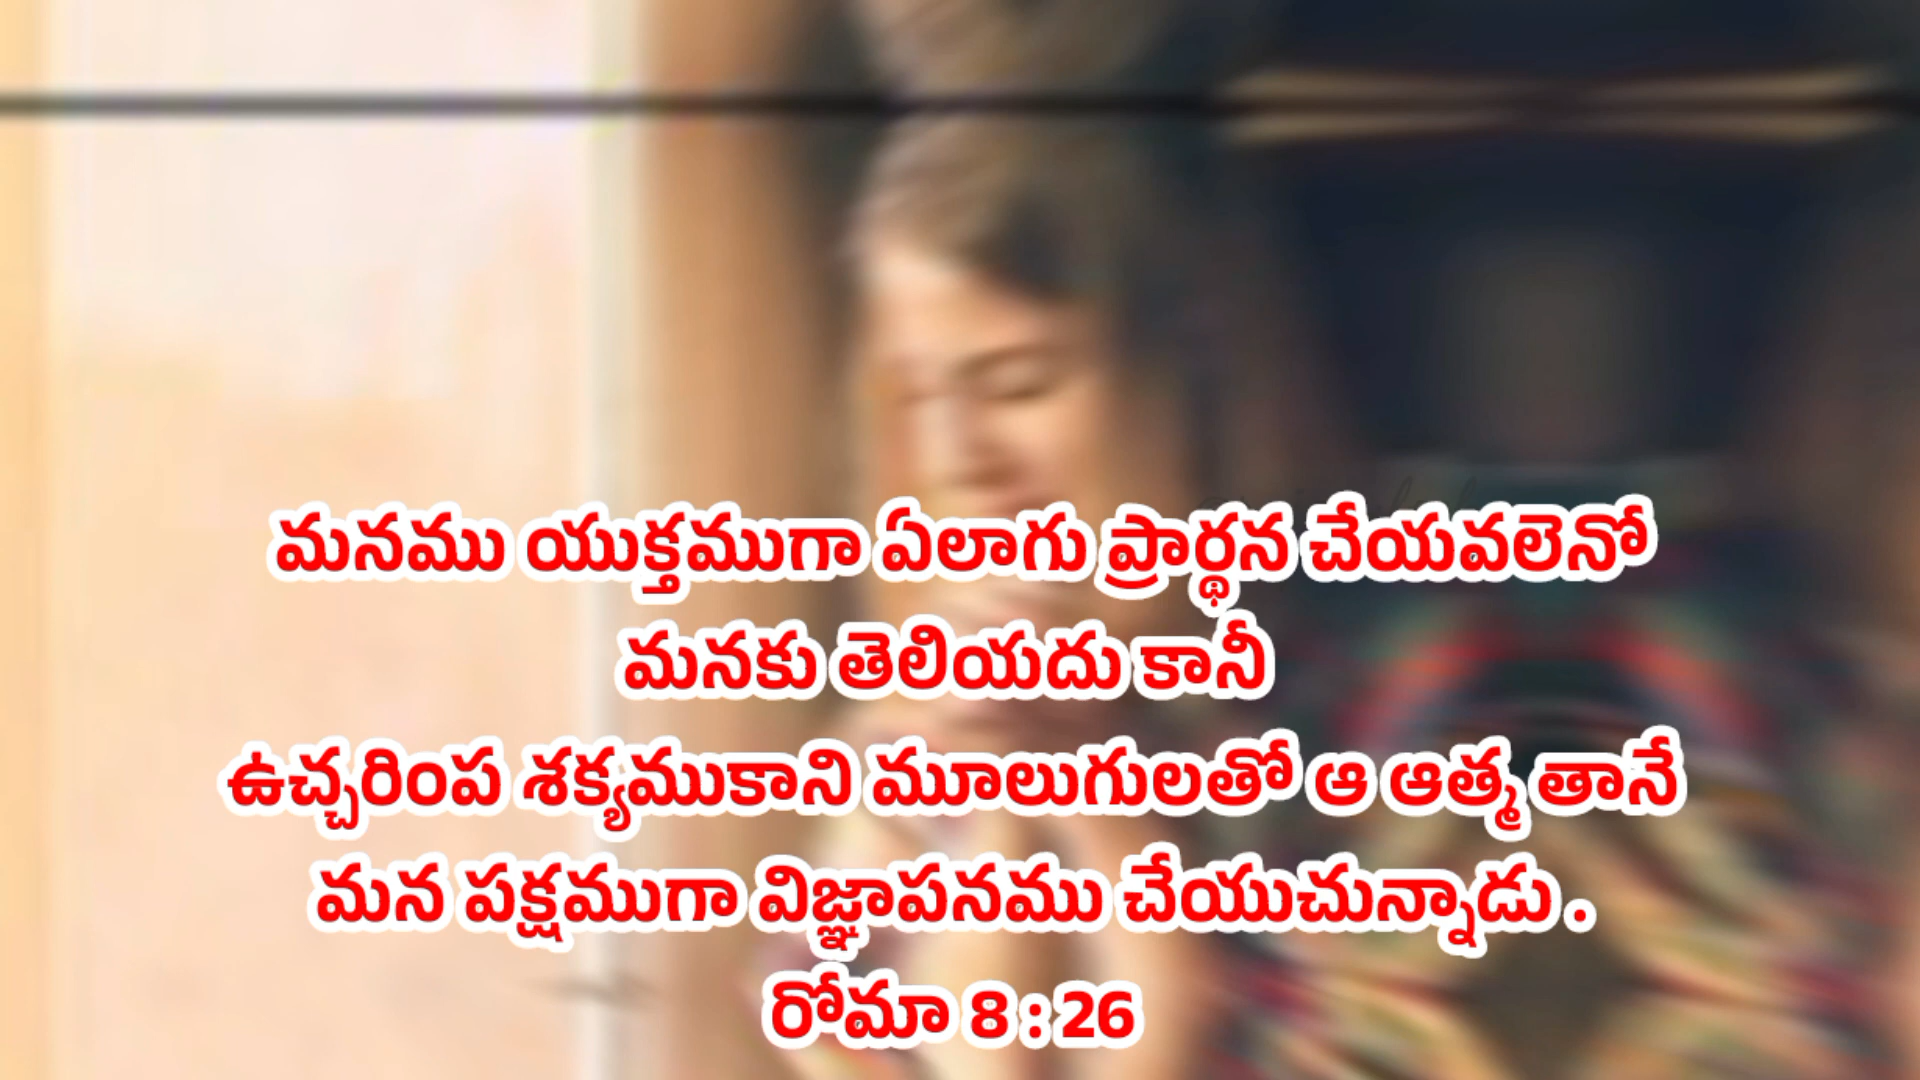 మనము యుక్తముగా ఏలాగు ప్రార్థన చేయవలెనో
మనకు తెలియదు కానీ
ఉచ్చరింప శక్యముకాని మూలుగులతో ఆ ఆత్మ తానే
మన పక్షముగా విజ్ఞాపనము చేయుచున్నాడు .
రోమా 8 : 26